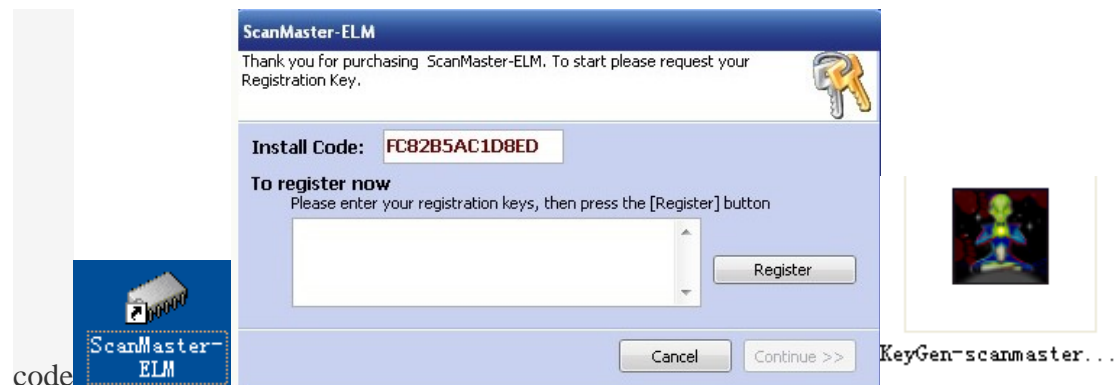 ScanMaster-ELM
Thank you for purchasing ScanMaster-ELM. To start please request your
Registration Key.
Install Code: FC82B5AC1D8ED
To register now
Please enter your registration keys, then press the [Register] button
Register
Cancel
Continue >>
code
ScanMaster-
ELM
KeyGen-scanmaster...